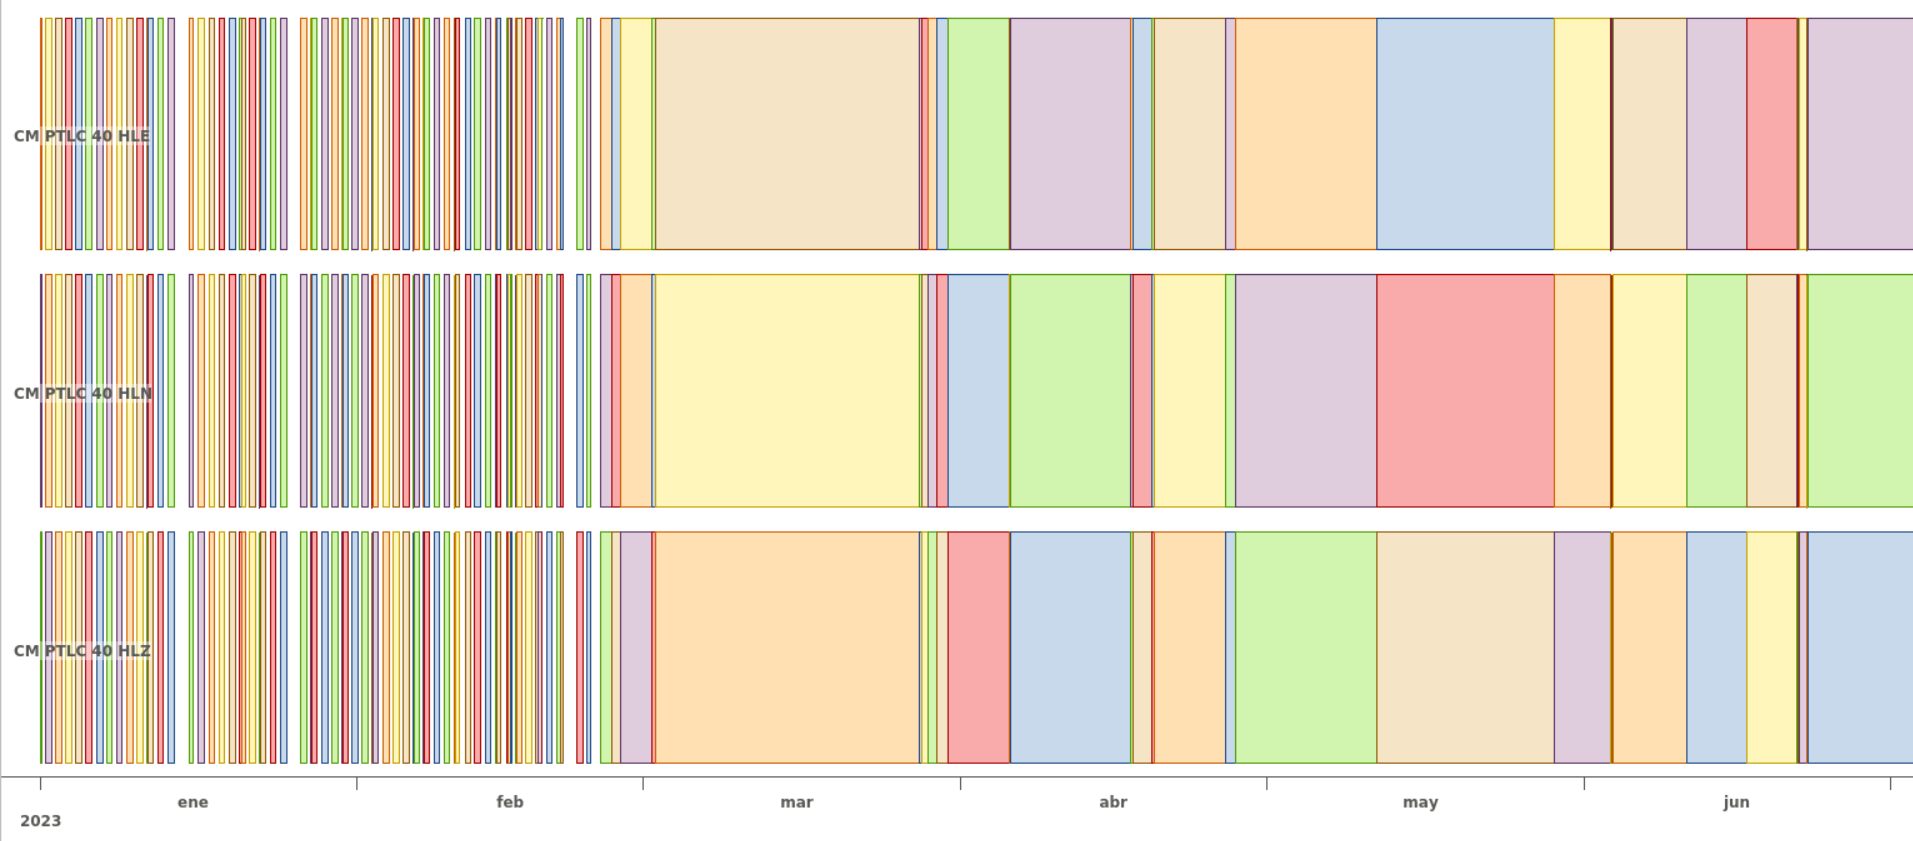 CM PTLC 40 HLE
CM PTLC 40 HLN
CM PTLC 40 HLZ
ene feb mar abr may jun
2023